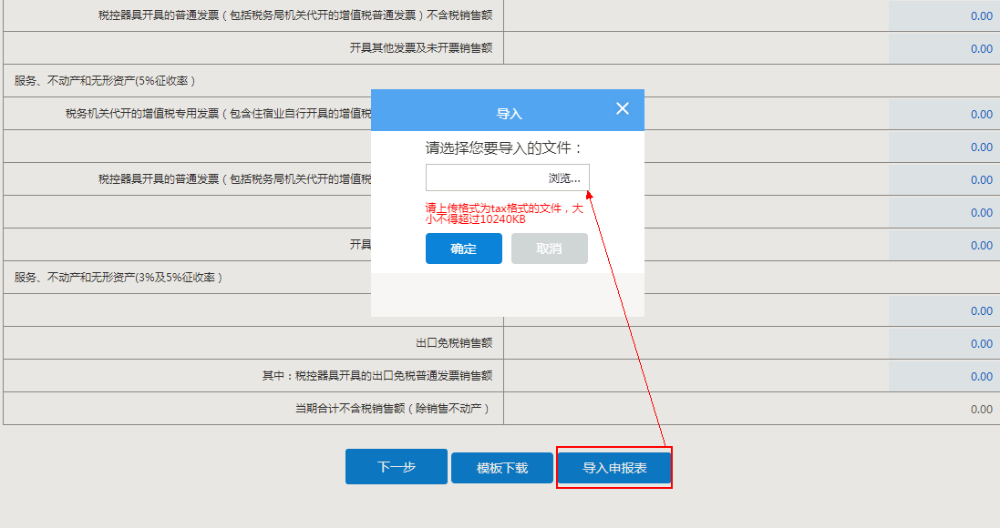 税控器具开具的普通发票（包括税务局机关代开的增值税普通发票）不含税销售额 0.00
开具其他发票及未开票销售额 0.00
服务、不动产和无形资产(5%征收率）
税务机关代开的增值税专用发票（包含住宿业自行开具的增值税 0.00
0.00
税控器具开具的普通发票（包括税务局机关代开的增值税 0.00
0.00
开具 0.00
服务、不动产和无形资产(3%及5%征收率）
0.00
出口免税销售额 0.00
其中：税控器具开具的出口免税普通发票销售额 0.00
当期合计不含税销售额（除销售不动产） 0.00
导入
请选择您要导入的文件：
浏览...
请上传格式为tax格式的文件，大
小不得超过10240KB
确定 取消
下一步 模板下载 导入申报表